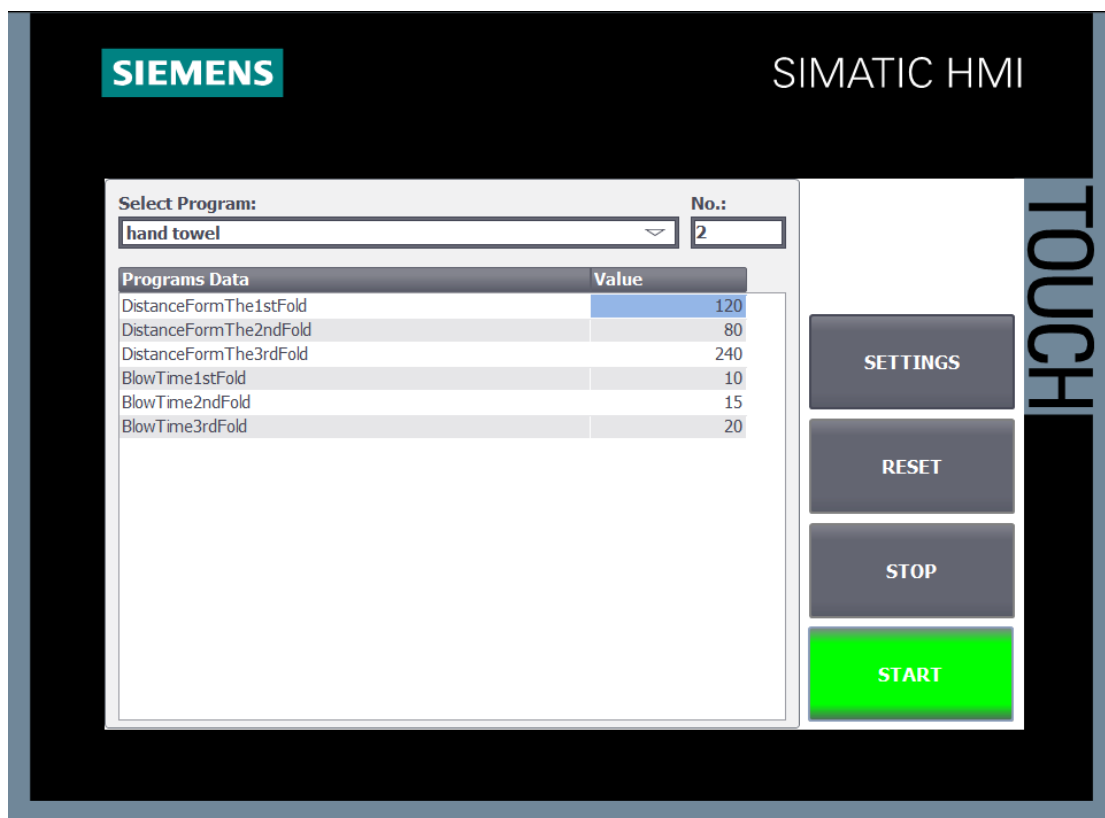 SIEMENS
SIMATIC HMI
TOUCH
Select Program:
No.:
hand towel
2
Programs Data Value
DistanceFormThe1stFold 120
DistanceFormThe2ndFold 80
DistanceFormThe3rdFold 240
BlowTime1stFold 10
BlowTime2ndFold 15
BlowTime3rdFold 20
SETTINGS
RESET
STOP
START